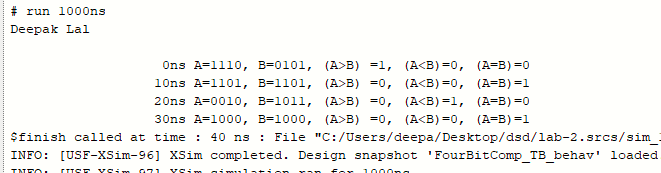 # run 1000ns
Deepak Lal
0ns A=1110, B=0101, (A>B) =1, (A<B)=0, (A=B)=0
10ns A=1101, B=1101, (A>B) =0, (A<B)=0, (A=B)=1
20ns A=0010, B=1011, (A>B) =0, (A<B)=1, (A=B)=0
30ns A=1000, B=1000, (A>B) =0, (A<B)=0, (A=B)=1
$finish called at time : 40 ns : File "C:/Users/deepa/Desktop/dsd/lab-2.srcs/sim_
INFO: [USF-XSim-96] XSim completed. Design snapshot 'FourBitComp_TB_behav' loaded
INFO: [USF-XSim-97] XSim simulation ran for 1000ns